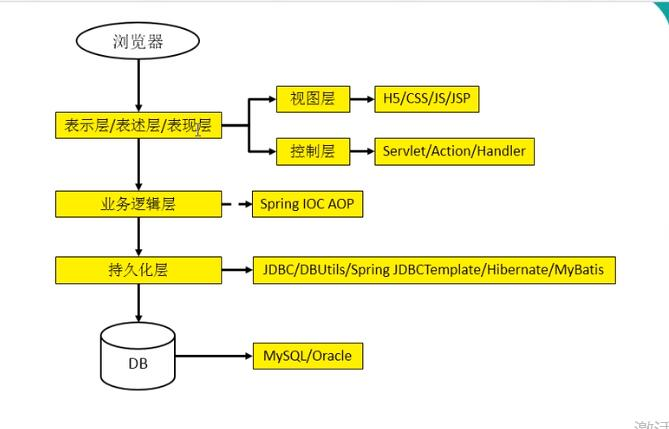 浏览器
视图层
H5/CSS/JS/JSP
表示层/表述层/表现层
控制层
Servlet/Action/Handler
业务逻辑层
Spring IOC AOP
持久化层
JDBC/DBUtils/Spring JDBCTemplate/Hibernate/MyBatis
DB
MySQL/Oracle